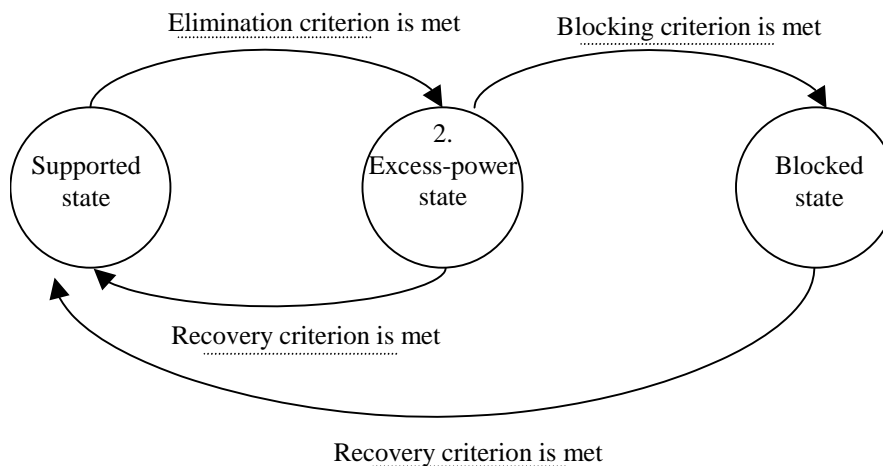 Elimination criterion is met
Blocking criterion is met
Supported
state
2.
Excess-power
state
Blocked
state
Recovery criterion is met
Recovery criterion is met